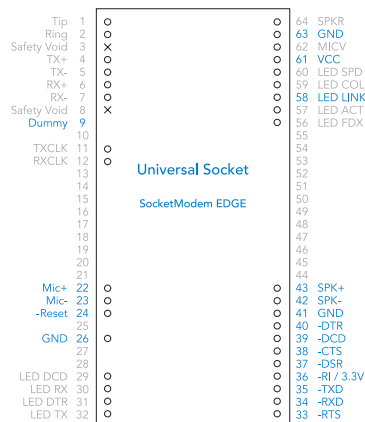 Tip 1 64 SPKR
Ring 2 63 GND
Safety Void 3 62 MICV
TX+ 4 61 VCC
TX- 5 60 LED SPD
RX+ 6 59 LED COL
RX- 7 58 LED LINK
Safety Void 8 57 LED ACT
Dummy 9 56 LED FDX
10 55
TXCLK 11 54
RXCLK 12 53
13 Universal Socket 52
14 51
15 50
16 SocketModem EDGE 49
17 48
18 47
19 46
20 45
21 44
Mic+ 22 43 SPK+
Mic- 23 42 SPK-
-Reset 24 41 GND
25 40 -DTR
GND 26 39 -DCD
27 38 -CTS
28 37 -DSR
LED DCD 29 36 -RI / 3.3V
LED RX 30 35 -TXD
LED DTR 31 34 -RXD
LED TX 32 33 -RTS